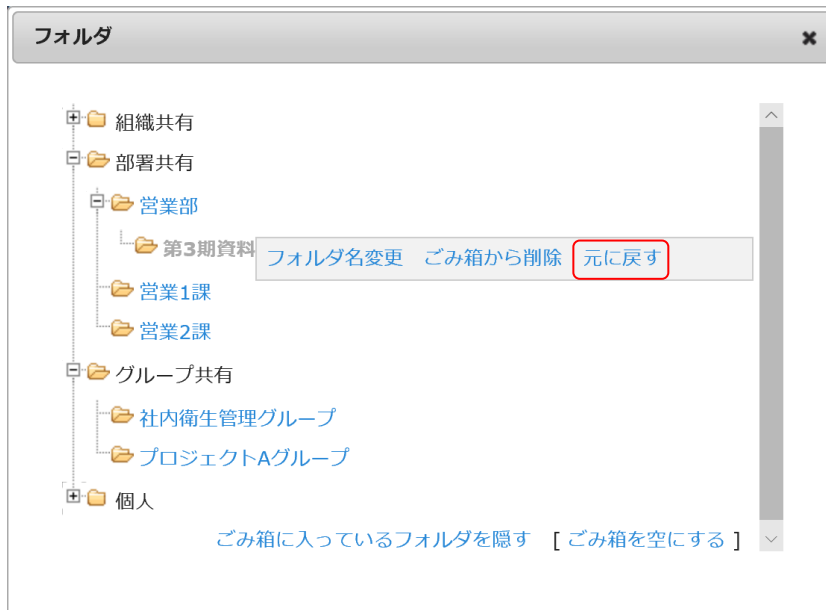 フォルダ
組織共有
部署共有
営業部
第3期資料
フォルダ名変更 ごみ箱から削除 元に戻す
営業1課
営業2課
グループ共有
社内衛生管理グループ
プロジェクトAグループ
個人
ごみ箱に入っているフォルダを隠す [ ごみ箱を空にする ]